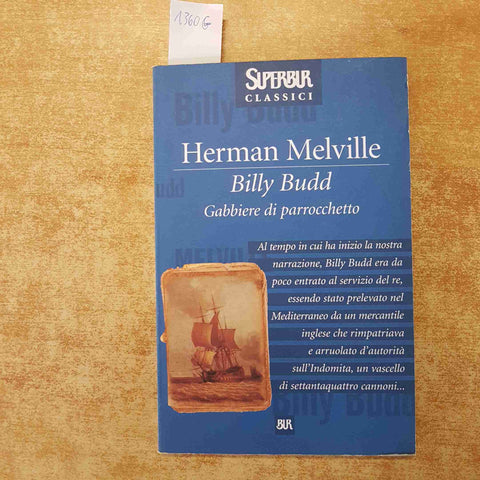 1360G
SUPERBUR
CLASSICI
Billy Budd
Herman Melville
Billy Budd
Gabbiere di parrocchetto
Al tempo in cui ha inizio la nostra
narrazione, Billy Budd era da
poco entrato al servizio del re,
essendo stato prelevato nel
Mediterraneo da un mercantile
inglese che rimpatriava
e arruolato d'autorità
sull'Indomita, un vascello
di settantaquattro cannoni...
Billy Budd
BUR